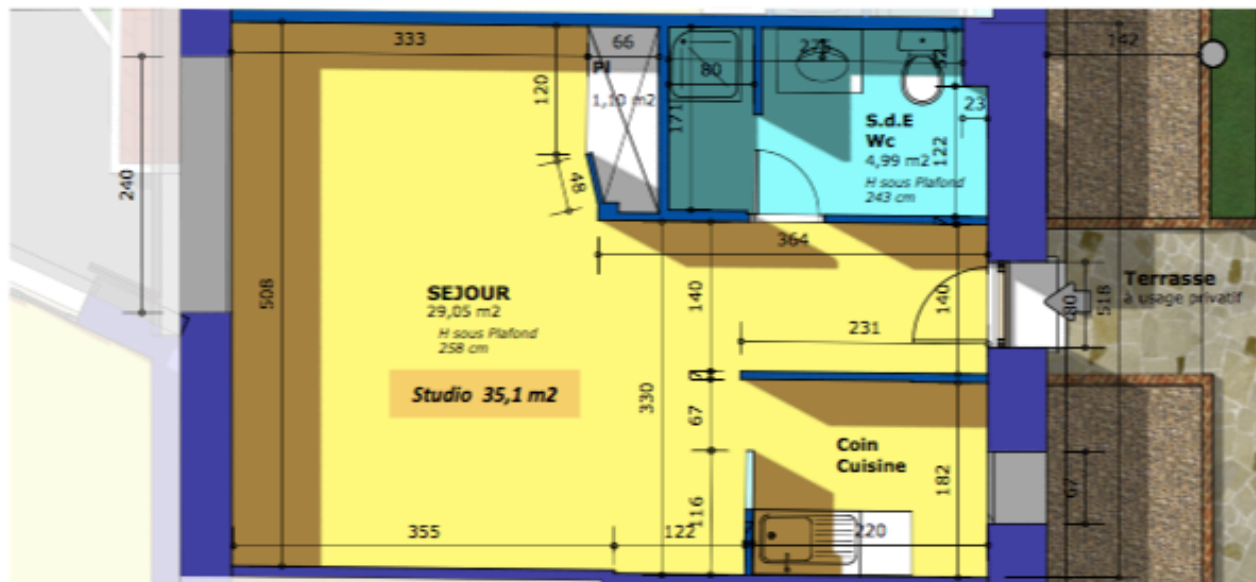 333
66
Pl
1,10 m2
120
48
80
171
225
52
23
S.d.E
Wc
4,99 m2
H sous Plafond
243 cm
122
142
240
508
364
SEJOUR
29,05 m2
H sous Plafond
258 cm
140
140
231
80
518
Terrasse
à usage privatif
Studio 35,1 m2
330
67
Coin
Cuisine
182
67
116
355
122
220